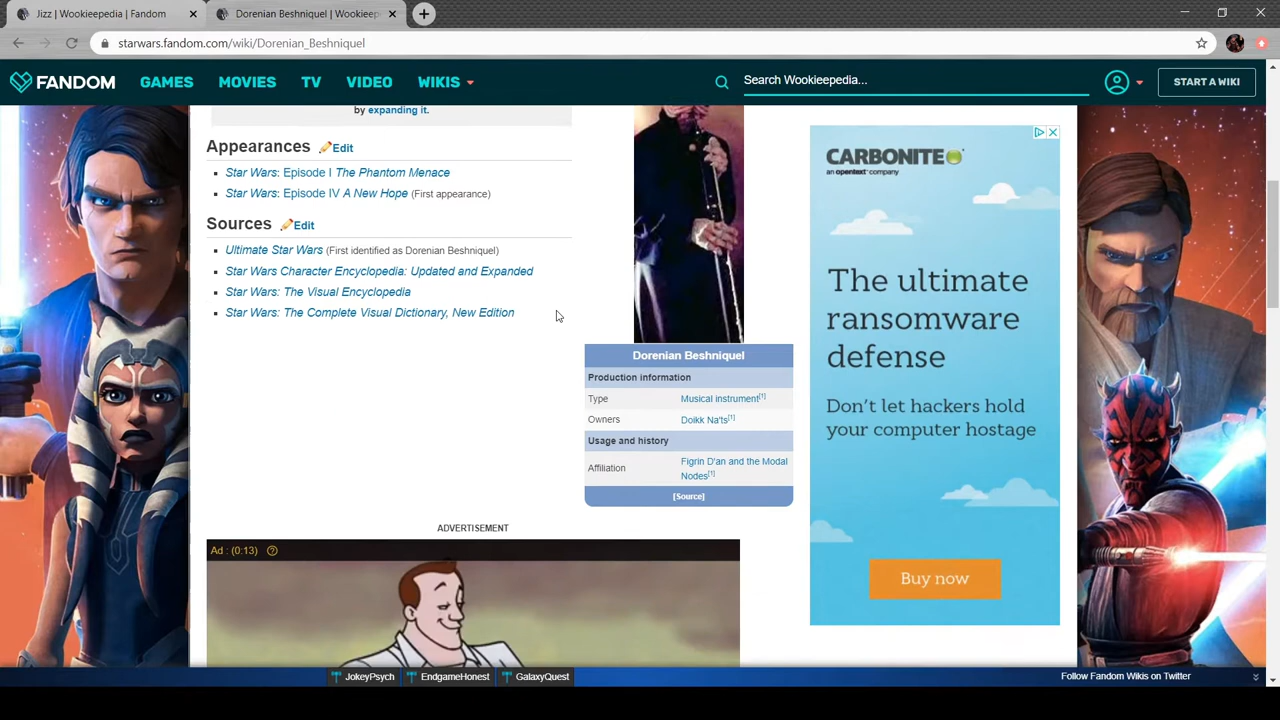 Jizz | Wookieepedia | Fandom
Dorenian Beshniquel | Wookieep
starwars.fandom.com/wiki/Dorenian_Beshniquel
FANDOM
GAMES
MOVIES
TV
VIDEO
WIKIS
Search Wookieepedia...
START A WIKI
by expanding it.
Appearances Edit
Star Wars: Episode I The Phantom Menace
Star Wars: Episode IV A New Hope (First appearance)
Sources Edit
Ultimate Star Wars (First identified as Dorenian Beshniquel)
Star Wars Character Encyclopedia: Updated and Expanded
Star Wars: The Visual Encyclopedia
Star Wars: The Complete Visual Dictionary, New Edition
Dorenian Beshniquel
Production information
Type Musical instrument[1]
Owners Doikk Na'ts[1]
Usage and history
Affiliation Figrin D'an and the Modal
Nodes[1]
[Source]
CARBONITE
an opentext company
The ultimate
ransomware
defense
Don't let hackers hold
your computer hostage
Buy now
ADVERTISEMENT
Ad : (0:13)
JokeyPsych
EndgameHonest
GalaxyQuest
Follow Fandom Wikis on Twitter